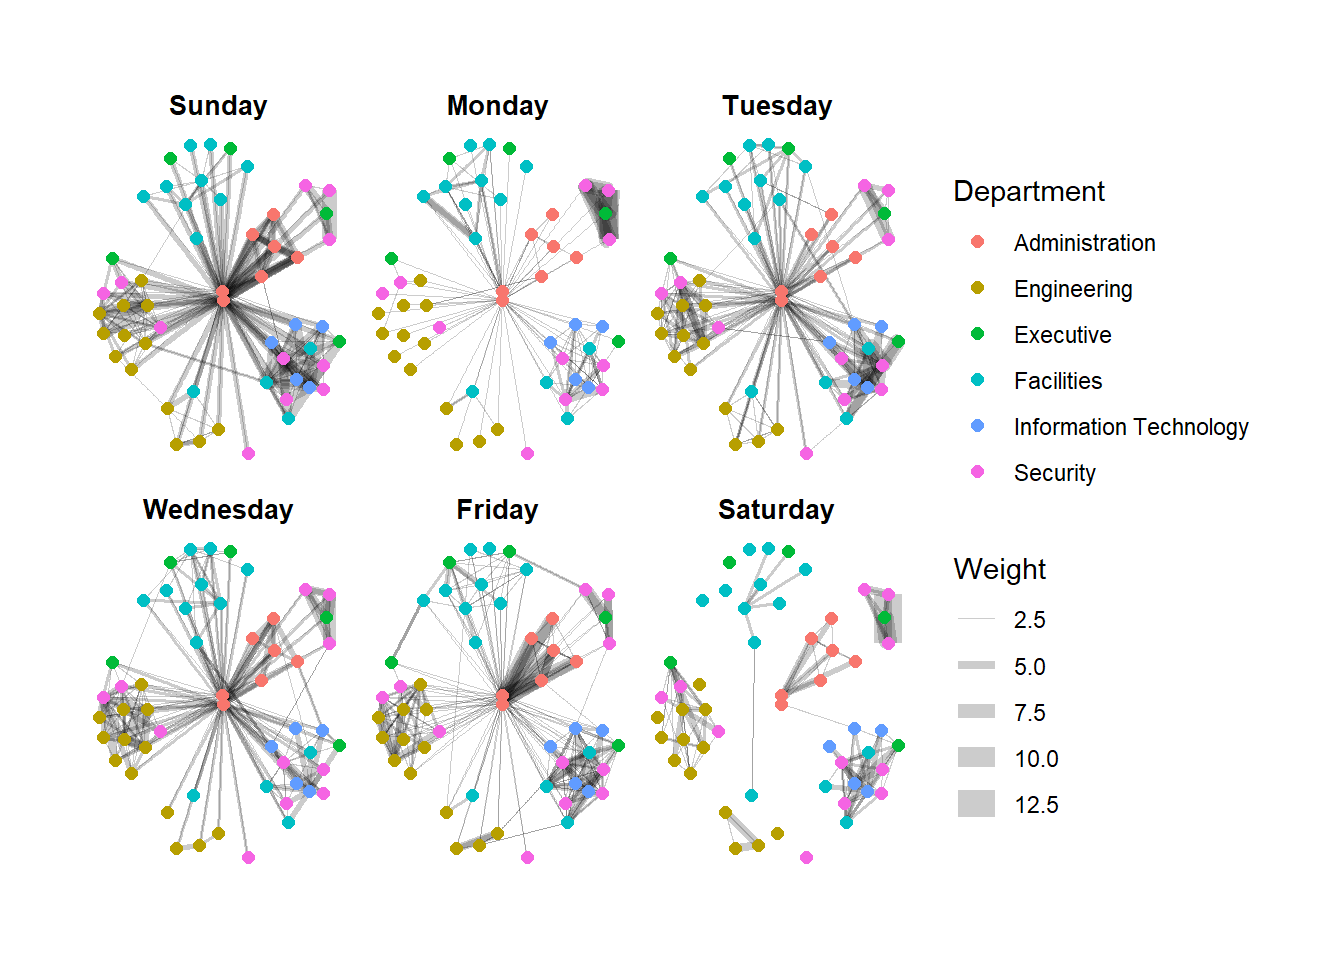 Sunday
Monday
Tuesday
Wednesday
Friday
Saturday
Department
Administration
Engineering
Executive
Facilities
Information Technology
Security
Weight
2.5
5.0
7.5
10.0
12.5